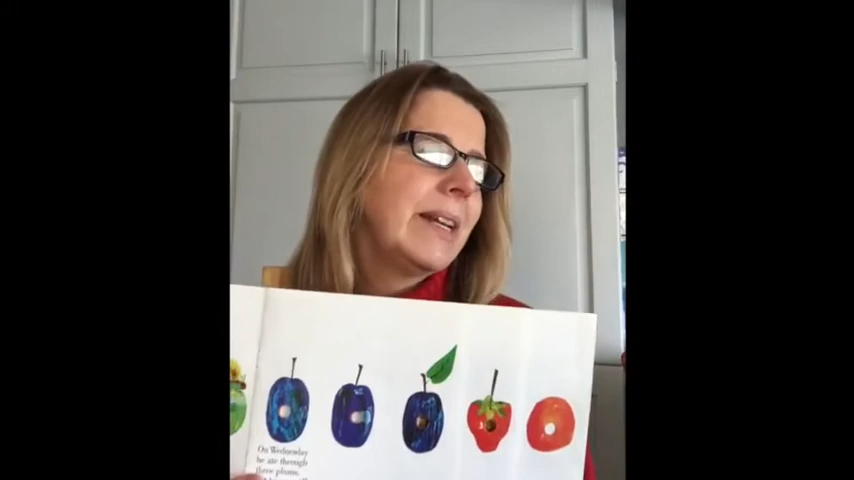 On Wednesday
he ate through
three plums,